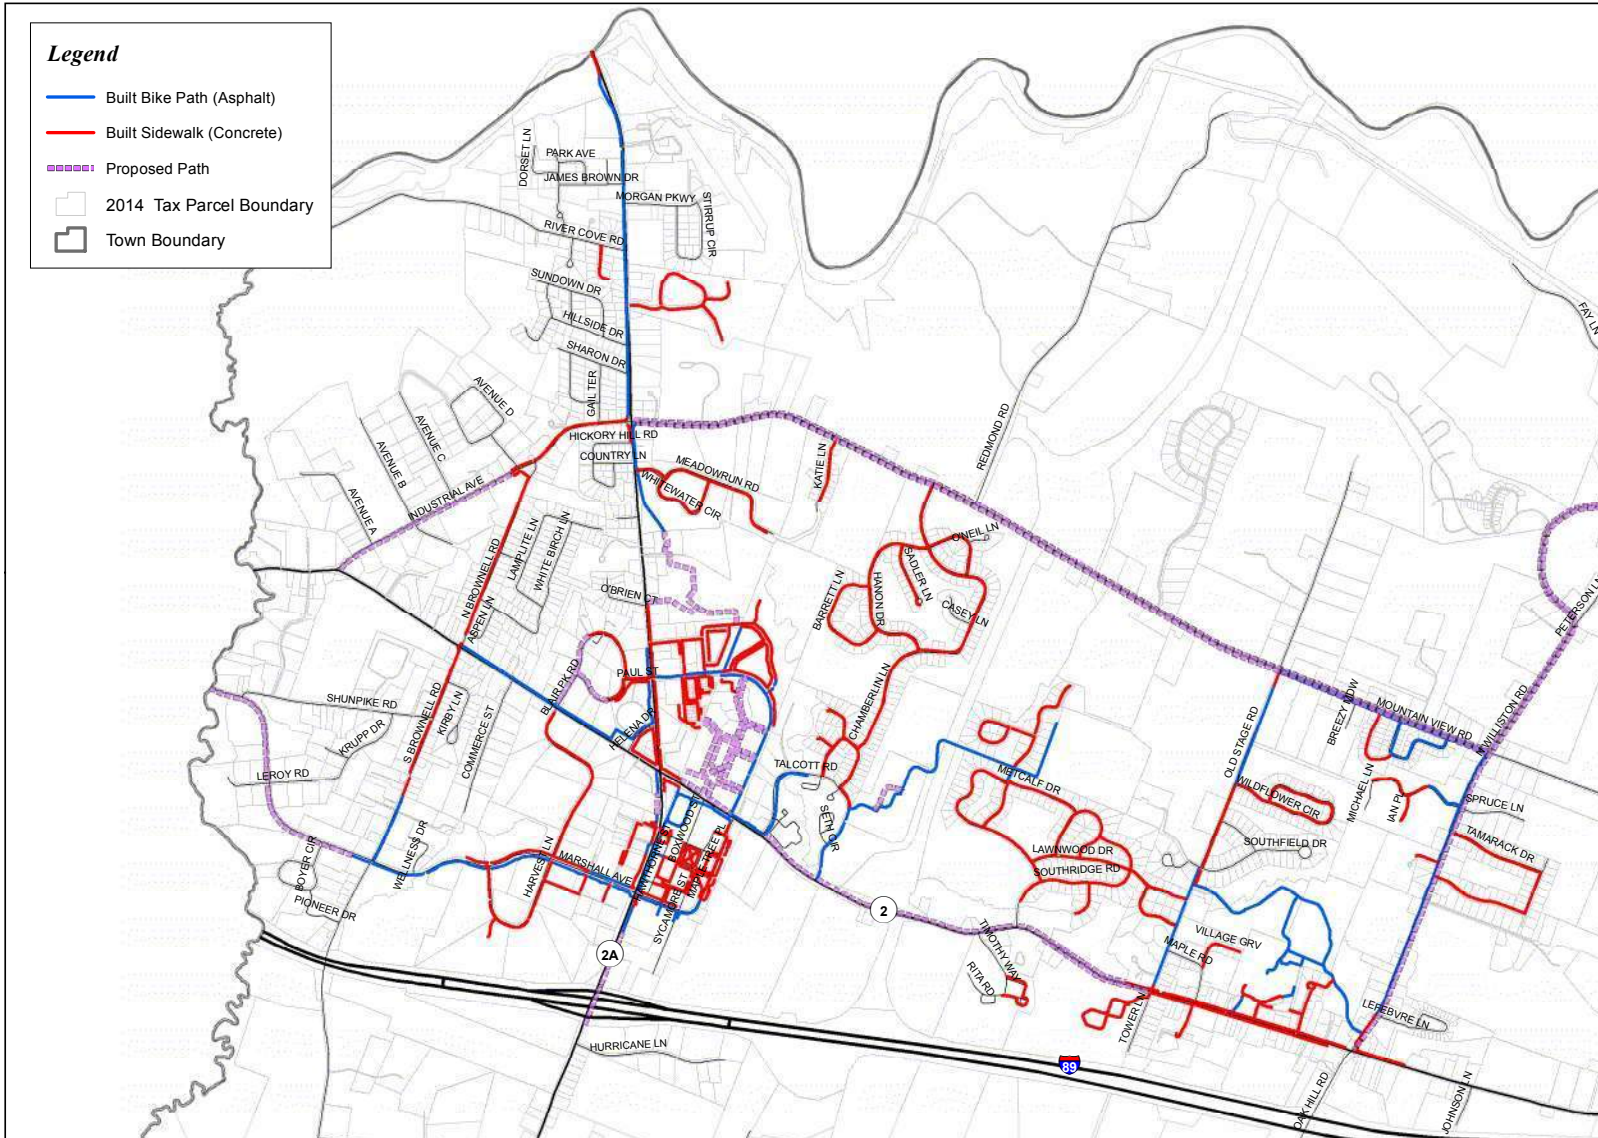 Legend
Built Bike Path (Asphalt)
Built Sidewalk (Concrete)
Proposed Path
2014 Tax Parcel Boundary
Town Boundary
DORSET LN
PARK AVE
JAMES BROWN DR
MORGAN PKWY
STIRRUP CIR
RIVER COVE RD
SUNDOWN DR
HILLSIDE DR
SHARON DR
GAIL TER
FAY LN
AVENUE D
AVENUE C
AVENUE B
AVENUE A
INDUSTRIAL AVE
HICKORY HILL RD
COUNTRY LN
MEADOWRUN RD
WHITEWATER CIR
KATIE LN
REDMOND RD
O'NEIL LN
SADLER LN
HANON DR
BARRETT LN
CASEY LN
N BROWNELL RD
LAMPLITE LN
WHITE BIRCH LN
ASPEN LN
O'BRIEN CT
PETERSON LN
SHUNPIKE RD
KRUPP DR
LEROY RD
S BROWNELL RD
KIRBY LN
COMMERCE ST
BLAIR PK RD
PAUL ST
HELENA DR
CHAMBERLIN LN
TALCOTT RD
SETH CIR
METCALF DR
OLD STAGE RD
BREEZY MDW
MOUNTAIN VIEW RD
N WILLISTON RD
MICHAEL LN
IAN PL
SPRUCE LN
WILDFLOWER CIR
SOUTHFIELD DR
TAMARACK DR
LAWNWOOD DR
SOUTHRIDGE RD
BOYER CIR
PIONEER DR
WELLNESS DR
HARVEST LN
MARSHALL AVE
HAWTHORNE ST
BOXWOOD ST
MAPLE TREE PL
SYCAMORE ST
2
2A
TIMOTHY WAY
RITA RD
VILLAGE GRV
MAPLE RD
TOWER LN
LEFEBVRE LN
HURRICANE LN
89
OAK HILL RD
JOHNSON LN